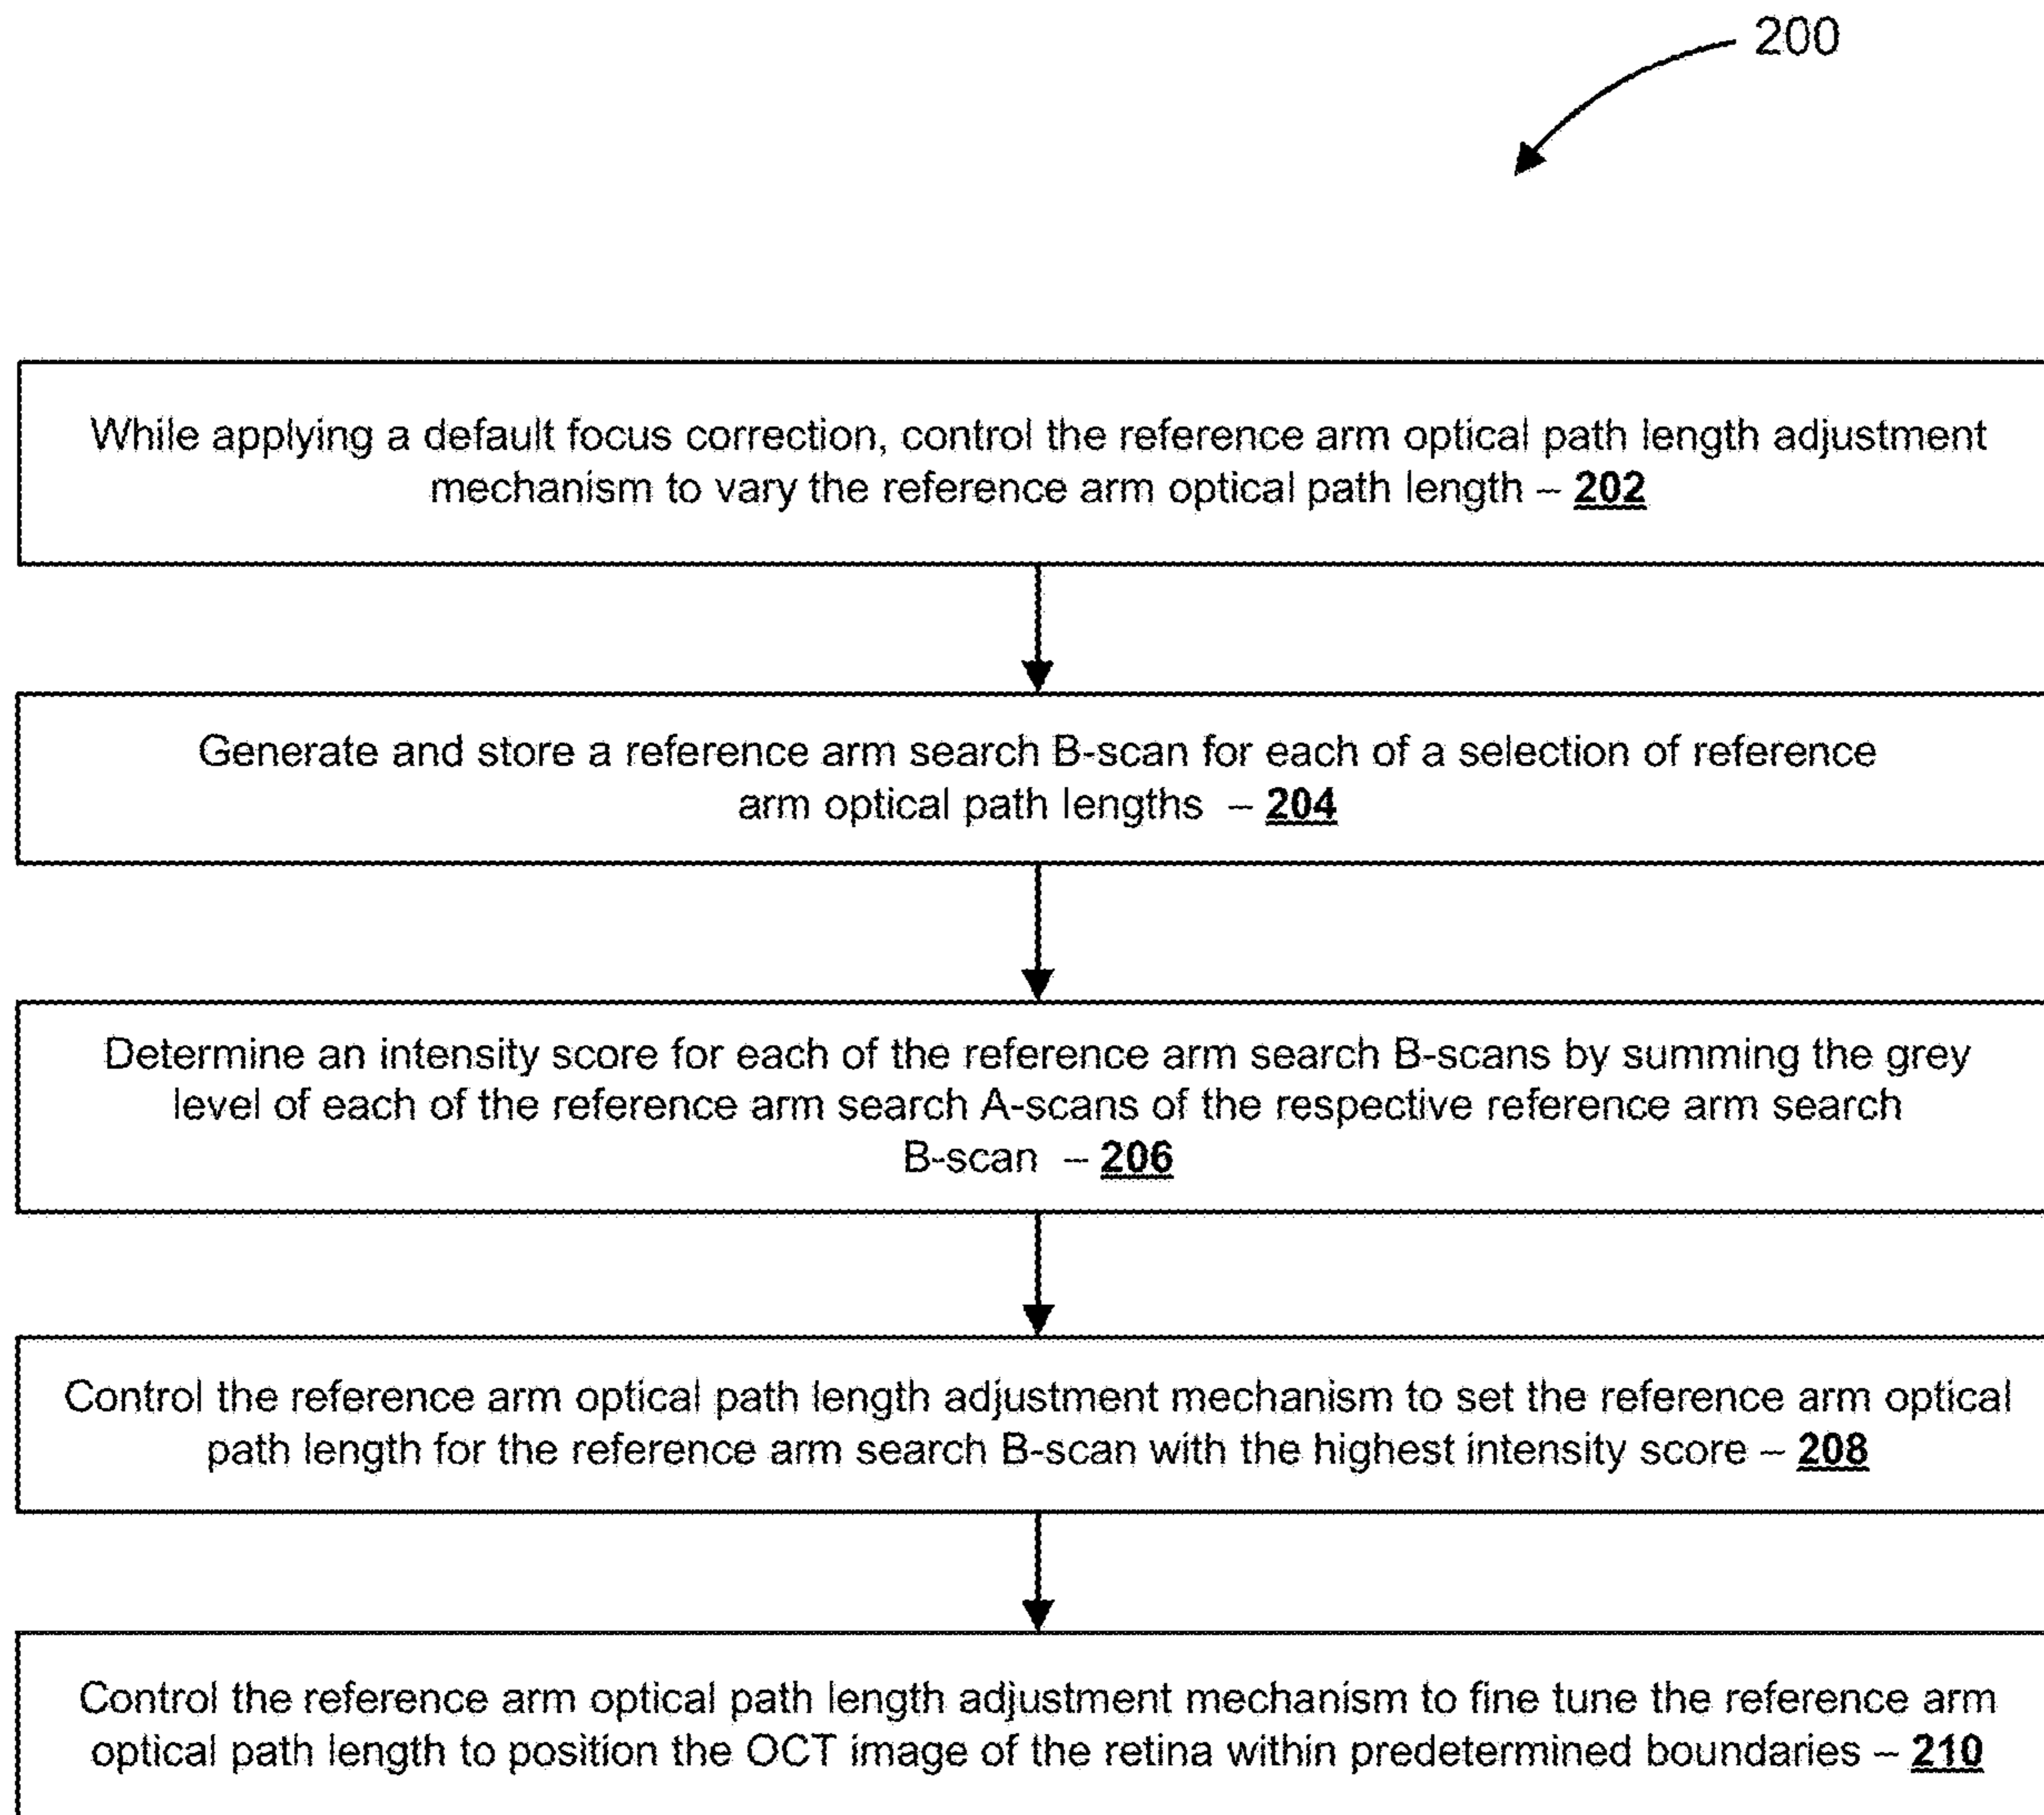 200
While applying a default focus correction, control the reference arm optical path length adjustment
mechanism to vary the reference arm optical path length – 202
Generate and store a reference arm search B-scan for each of a selection of reference
arm optical path lengths – 204
Determine an intensity score for each of the reference arm search B-scans by summing the grey
level of each of the reference arm search A-scans of the respective reference arm search
B-scan – 206
Control the reference arm optical path length adjustment mechanism to set the reference arm optical
path length for the reference arm search B-scan with the highest intensity score – 208
Control the reference arm optical path length adjustment mechanism to fine tune the reference arm
optical path length to position the OCT image of the retina within predetermined boundaries – 210